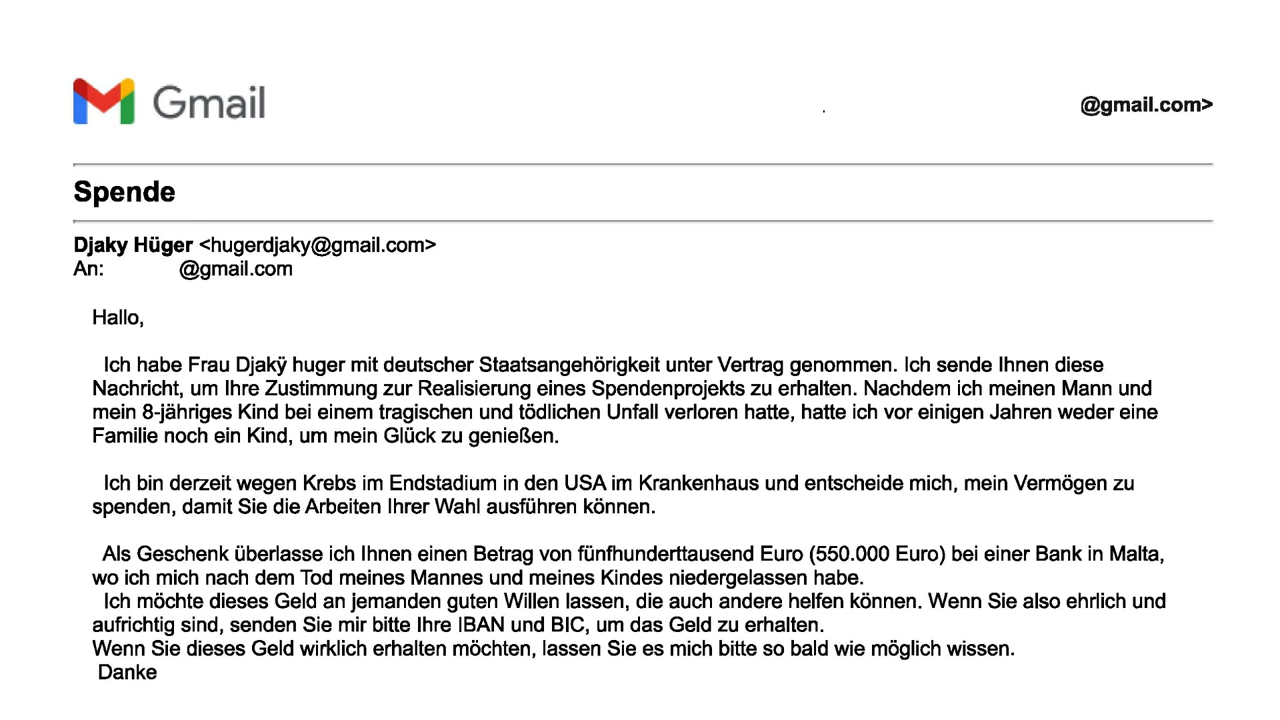 Gmail
@gmail.com>
Spende
Djaky Hüger <hugerdjaky@gmail.com>
An: @gmail.com
Hallo,
Ich habe Frau Djakÿ huger mit deutscher Staatsangehörigkeit unter Vertrag genommen. Ich sende Ihnen diese
Nachricht, um Ihre Zustimmung zur Realisierung eines Spendenprojekts zu erhalten. Nachdem ich meinen Mann und
mein 8-jähriges Kind bei einem tragischen und tödlichen Unfall verloren hatte, hatte ich vor einigen Jahren weder eine
Familie noch ein Kind, um mein Glück zu genießen.
Ich bin derzeit wegen Krebs im Endstadium in den USA im Krankenhaus und entscheide mich, mein Vermögen zu
spenden, damit Sie die Arbeiten Ihrer Wahl ausführen können.
Als Geschenk überlasse ich Ihnen einen Betrag von fünfhunderttausend Euro (550.000 Euro) bei einer Bank in Malta,
wo ich mich nach dem Tod meines Mannes und meines Kindes niedergelassen habe.
Ich möchte dieses Geld an jemanden guten Willen lassen, die auch andere helfen können. Wenn Sie also ehrlich und
aufrichtig sind, senden Sie mir bitte Ihre IBAN und BIC, um das Geld zu erhalten.
Wenn Sie dieses Geld wirklich erhalten möchten, lassen Sie es mich bitte so bald wie möglich wissen.
Danke